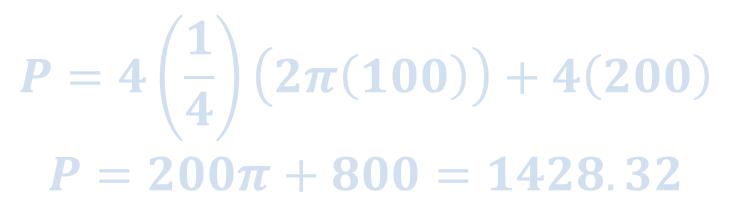 P = 4(1/4)(2π(100)) + 4(200)
P = 200π + 800 = 1428.32